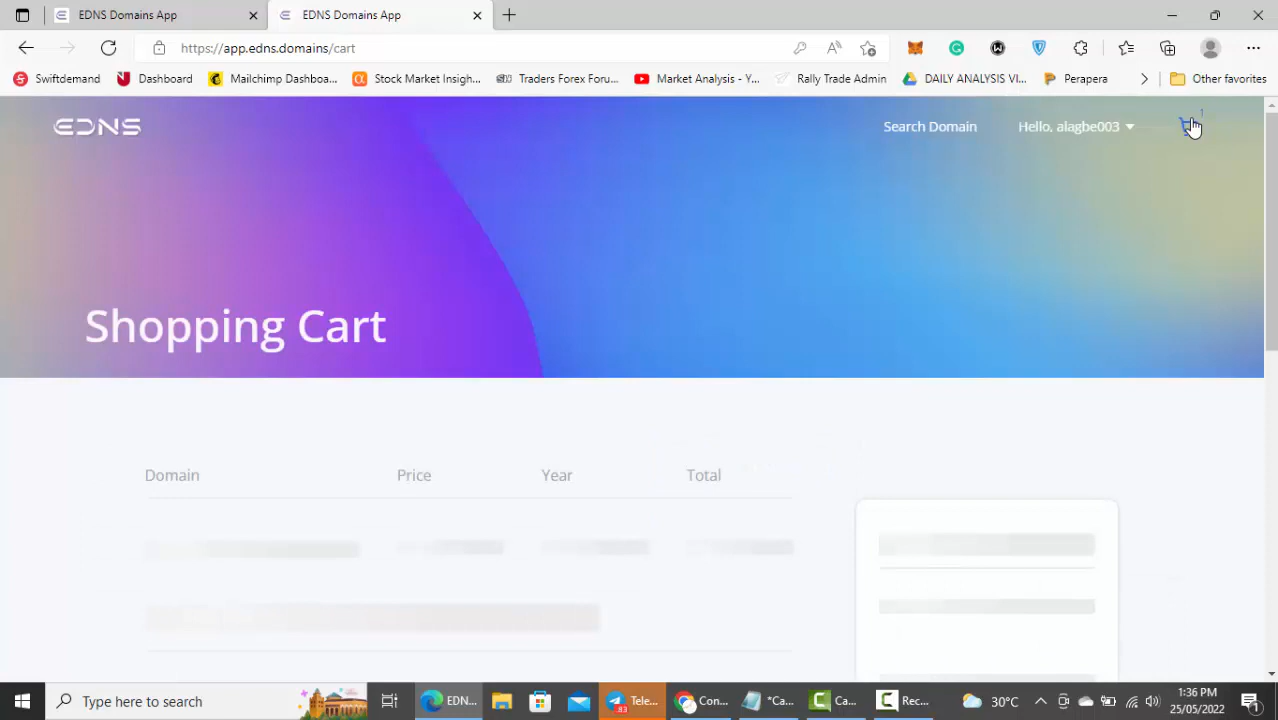 EDNS Domains App
EDNS Domains App
https://app.edns.domains/cart
Swiftdemand
Dashboard
Mailchimp Dashboa...
Stock Market Insigh...
Traders Forex Foru...
Market Analysis - Y...
Rally Trade Admin
DAILY ANALYSIS VI...
Perapera
Other favorites
EDNS
Search Domain
Hello, alagbe003
1
Shopping Cart
Domain
Price
Year
Total
Type here to search
EDN...
Tele...
83
Con...
*Ca...
Ca...
Rec...
30°C
1:36 PM
25/05/2022
1